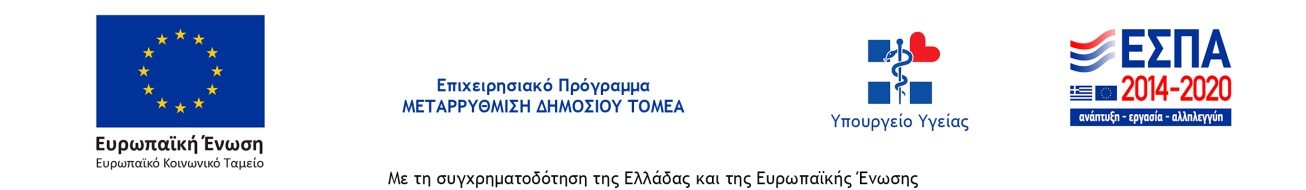 Ευρωπαϊκή Ένωση
Ευρωπαϊκό Κοινωνικό Ταμείο
Επιχειρησιακό Πρόγραμμα
ΜΕΤΑΡΡΥΘΜΙΣΗ ΔΗΜΟΣΙΟΥ ΤΟΜΕΑ
Υπουργείο Υγείας
ΕΣΠΑ
2014-2020
ανάπτυξη - εργασία - αλληλεγγύη
Με τη συγχρηματοδότηση της Ελλάδας και της Ευρωπαϊκής Ένωσης